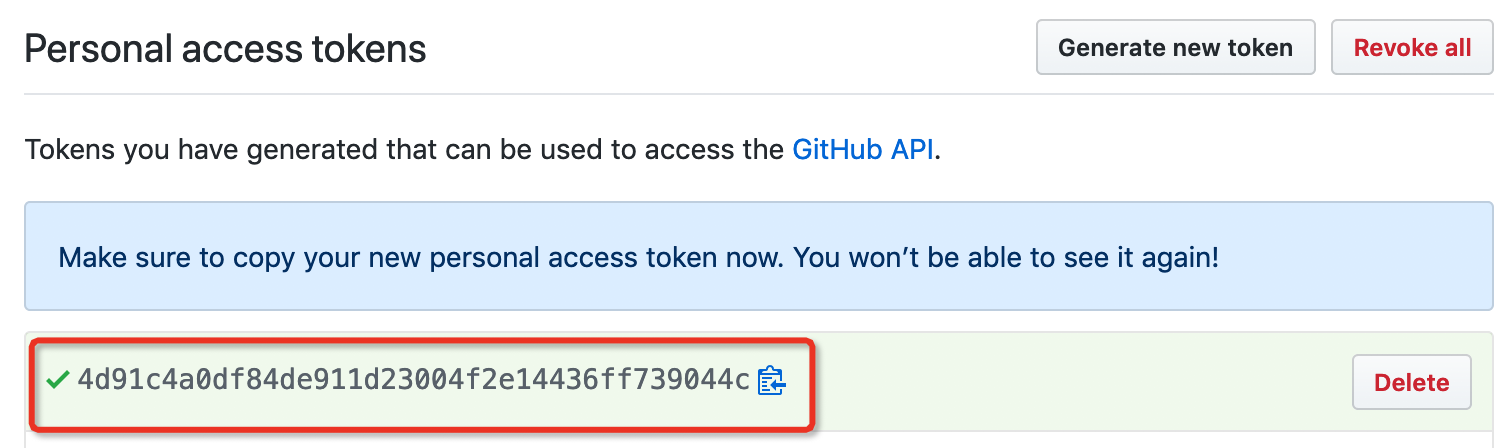 Personal access tokens
Generate new token
Revoke all
Tokens you have generated that can be used to access the GitHub API.
Make sure to copy your new personal access token now. You won’t be able to see it again!
4d91c4a0df84de911d23004f2e14436ff739044c
Delete